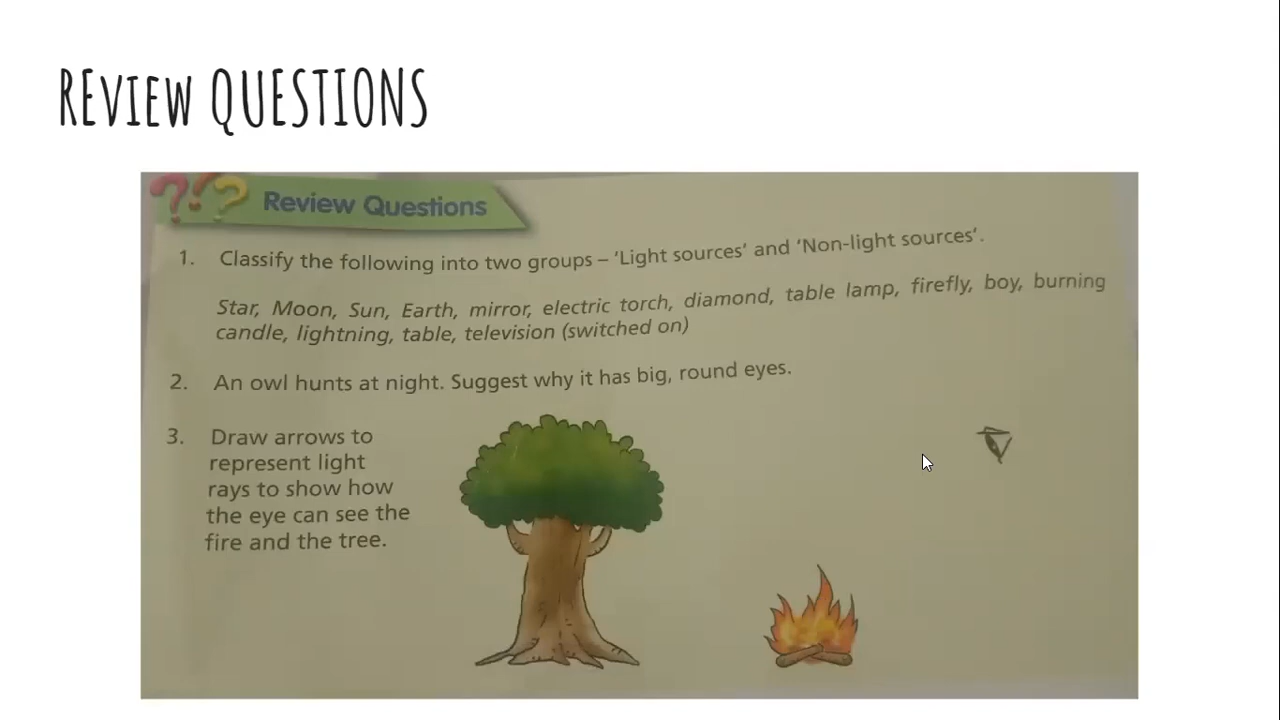 REVIEW QUESTIONS
??? Review Questions
1. Classify the following into two groups – ‘Light sources’ and ‘Non-light sources’.
Star, Moon, Sun, Earth, mirror, electric torch, diamond, table lamp, firefly, boy, burning
candle, lightning, table, television (switched on)
2. An owl hunts at night. Suggest why it has big, round eyes.
3. Draw arrows to
represent light
rays to show how
the eye can see the
fire and the tree.